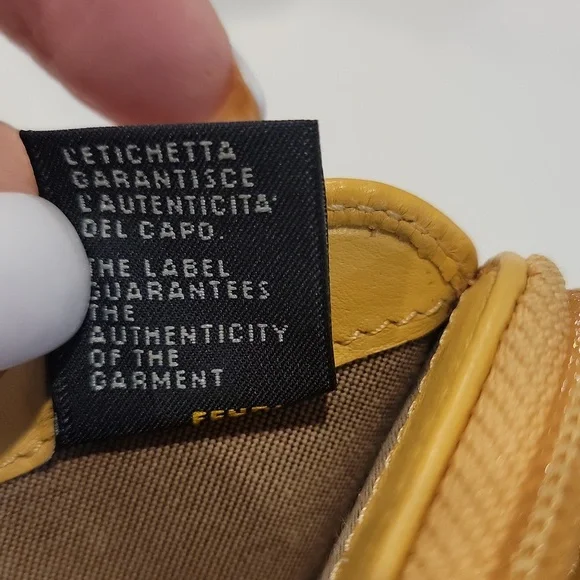 L'ETICHETTA
GARANTISCE
L'AUTENTICITA'
DEL CAPO.
THE LABEL
GUARANTEES
THE
AUTHENTICITY
OF THE
GARMENT